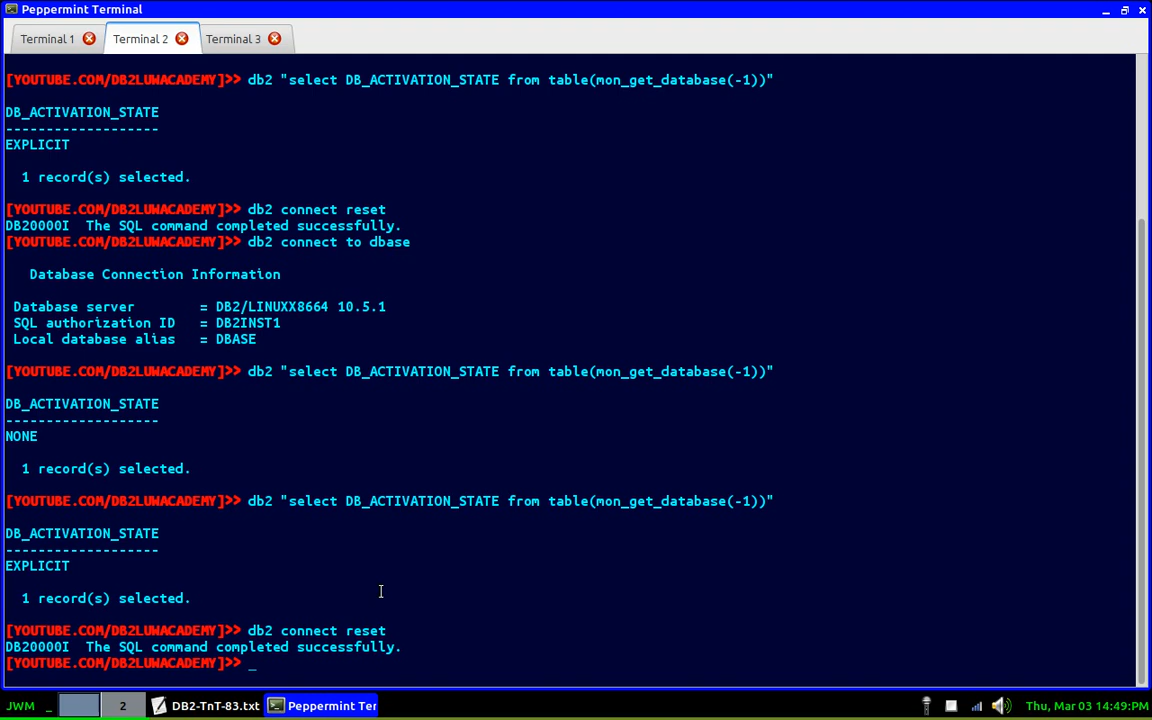 Peppermint Terminal
Terminal 1 Terminal 2 Terminal 3
[YOUTUBE.COM/DB2LUWACADEMY]>> db2 "select DB_ACTIVATION_STATE from table(mon_get_database(-1))"
DB_ACTIVATION_STATE
-------------------
EXPLICIT
1 record(s) selected.
[YOUTUBE.COM/DB2LUWACADEMY]>> db2 connect reset
DB20000I  The SQL command completed successfully.
[YOUTUBE.COM/DB2LUWACADEMY]>> db2 connect to dbase
Database Connection Information
Database server = DB2/LINUXX8664 10.5.1
SQL authorization ID = DB2INST1
Local database alias = DBASE
[YOUTUBE.COM/DB2LUWACADEMY]>> db2 "select DB_ACTIVATION_STATE from table(mon_get_database(-1))"
DB_ACTIVATION_STATE
-------------------
NONE
1 record(s) selected.
[YOUTUBE.COM/DB2LUWACADEMY]>> db2 "select DB_ACTIVATION_STATE from table(mon_get_database(-1))"
DB_ACTIVATION_STATE
-------------------
EXPLICIT
1 record(s) selected.
[YOUTUBE.COM/DB2LUWACADEMY]>> db2 connect reset
DB20000I  The SQL command completed successfully.
[YOUTUBE.COM/DB2LUWACADEMY]>> _
JWM _ 2 DB2-TnT-83.txt Peppermint Ter Thu, Mar 03 14:49:PM